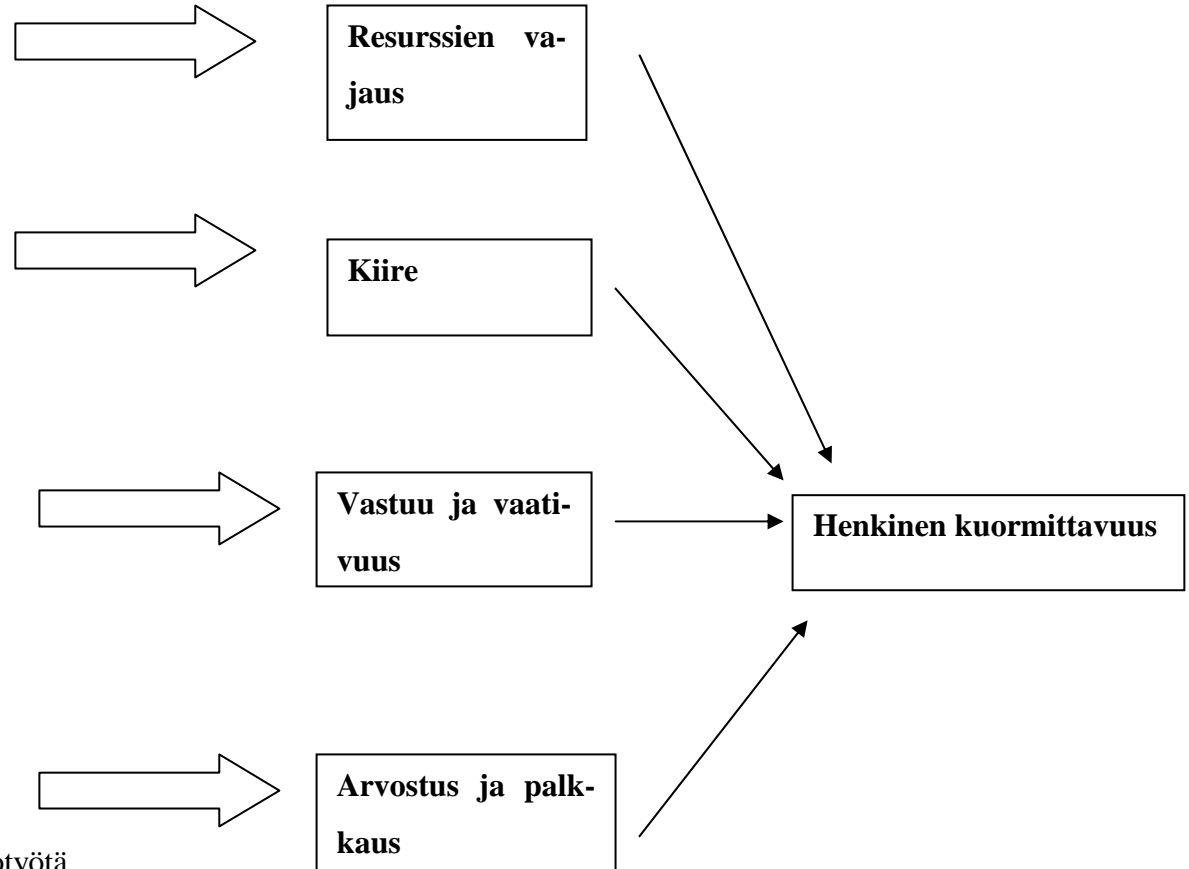 Resurssien va-
jaus
Kiire
Vastuu ja vaati-
vuus
Henkinen kuormittavuus
Arvostus ja palk-
kaus